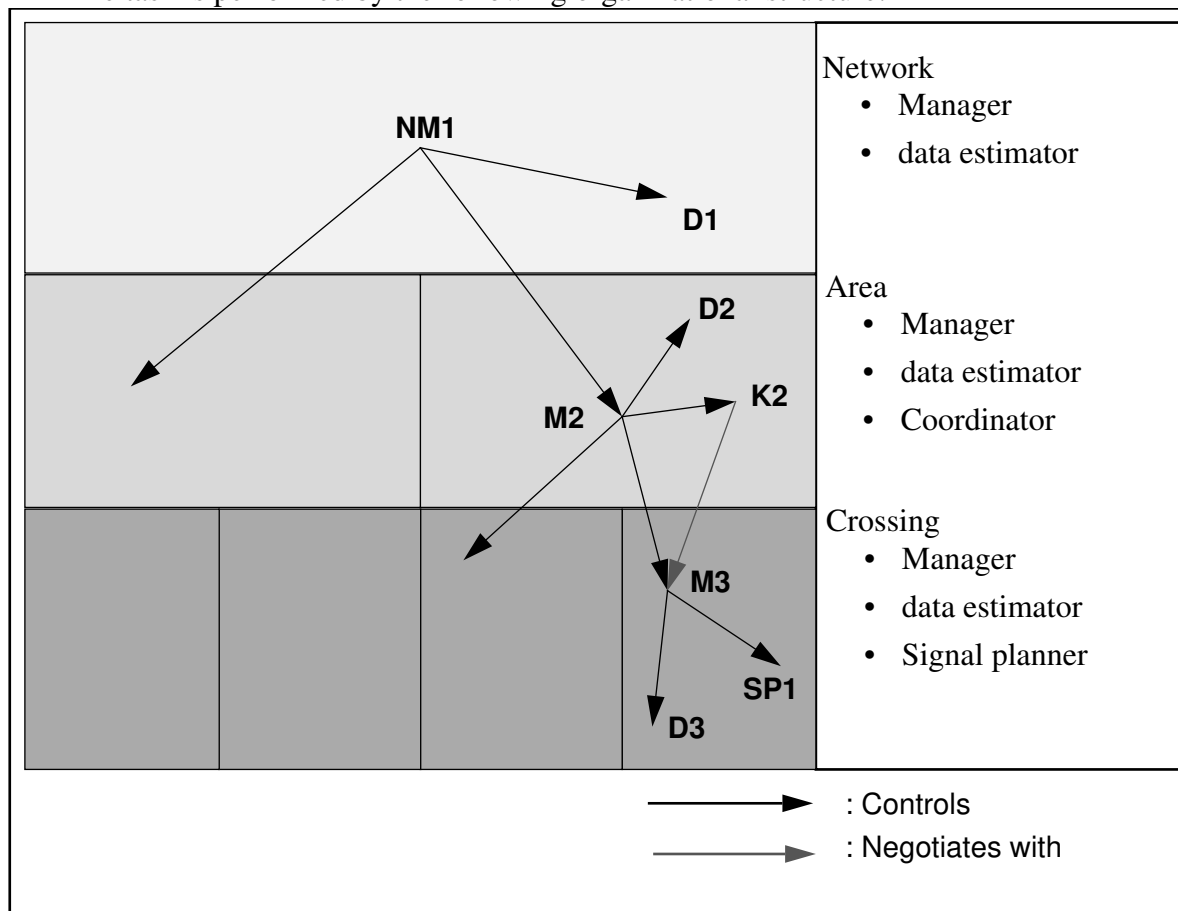 NM1
D1
D2
K2
M2
M3
SP1
D3
Network
• Manager
• data estimator
Area
• Manager
• data estimator
• Coordinator
Crossing
• Manager
• data estimator
• Signal planner
: Controls
: Negotiates with